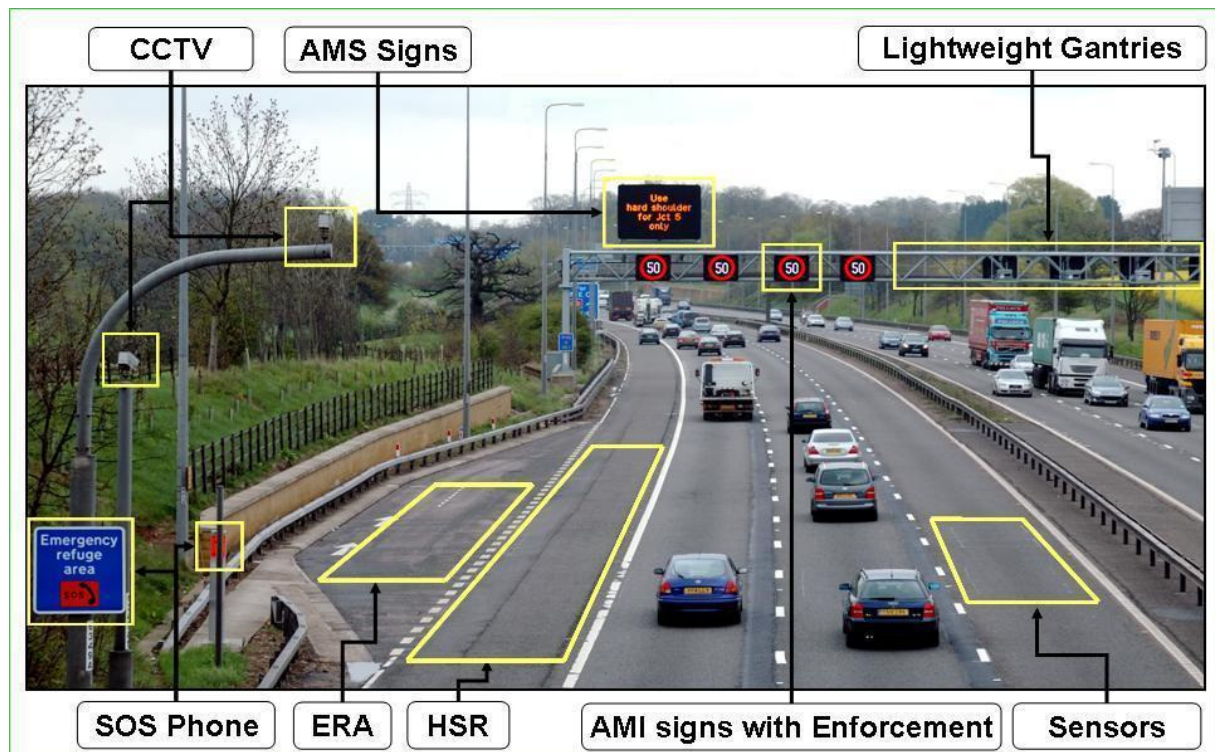 CCTV
AMS Signs
Lightweight Gantries
Use
hard shoulder
for Jct 5
only
50
50
50
50
Emergency
refuge
area
SOS
SOS Phone
ERA
HSR
AMI signs with Enforcement
Sensors